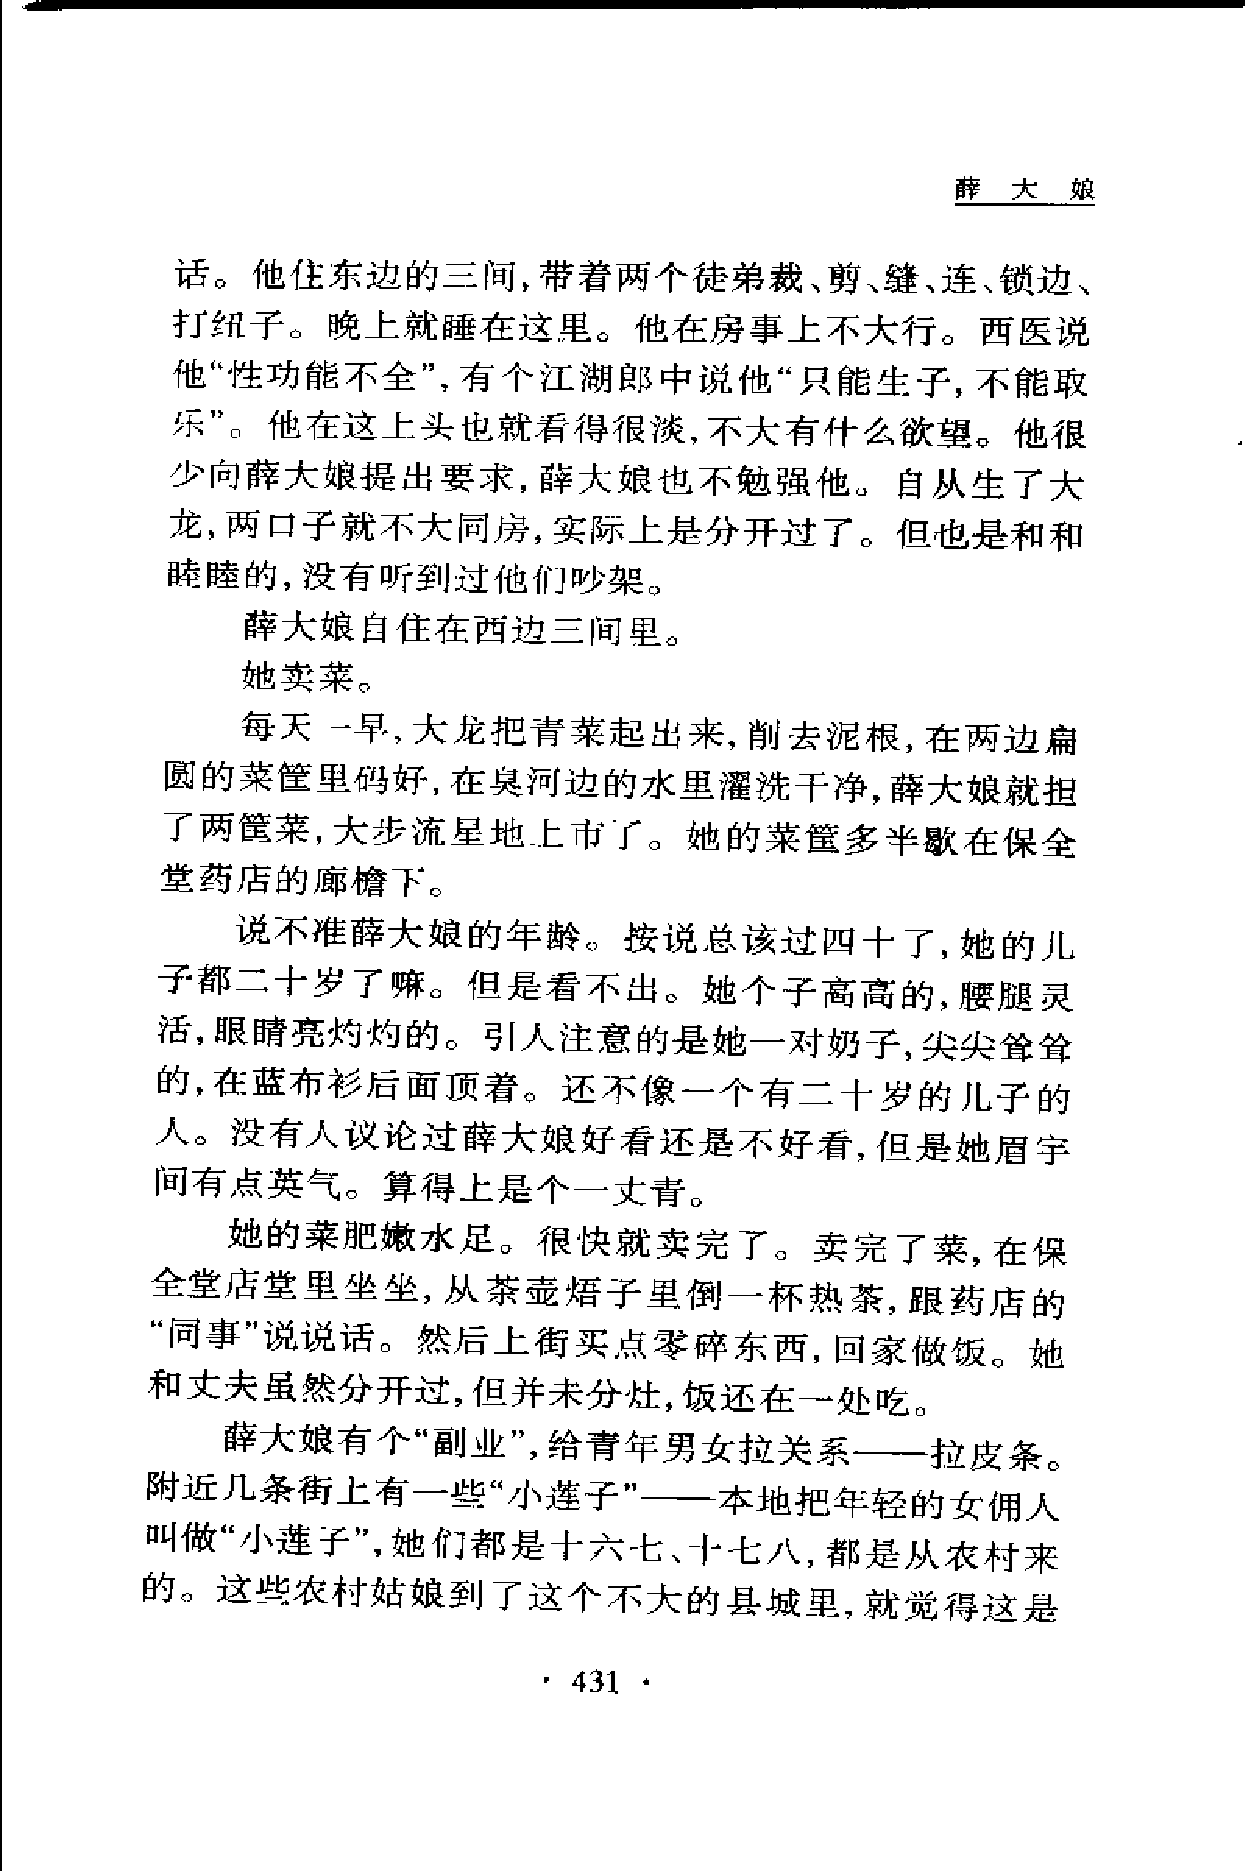 薛大娘
话。他住东边的三间，带着两个徒弟裁、剪、缝、连、锁边、
打纽子。晚上就睡在这里。他在房事上不大行。西医说
他“性功能不全”，有个江湖郎中说他“只能生子，不能取
乐”。他在这上头也就看得很淡，不大有什么欲望。他很
少向薛大娘提出要求，薛大娘也不勉强他。自从生了大
龙，两口子就不大同房，实际上是分开过了。但也是和和
睦睦的，没有听到过他们吵架。
薛大娘自住在西边三间里。
她卖菜。
每天一早，大龙把青菜起出来，削去泥根，在两边扁
圆的菜筐里码好，在臭河边的水里濯洗干净，薛大娘就担
了两筐菜，大步流星地上市了。她的菜筐多半歇在保全
堂药店的廊檐下。
说不准薛大娘的年龄。按说总该过四十了，她的儿
子都二十岁了嘛。但是看不出。她个子高高的，腰腿灵
活，眼睛亮灼灼的。引人注意的是她一对奶子，尖尖耸耸
的，在蓝布衫后面顶着。还不像一个有二十岁的儿子的
人。没有人议论过薛大娘好看还是不好看，但是她眉宇
间有点英气。算得上是个一丈青。
她的菜肥嫩水足。很快就卖完了。卖完了菜，在保
全堂店堂里坐坐，从茶壶焐子里倒一杯热茶，跟药店的
“同事”说说话。然后上街买点零碎东西，回家做饭。她
和丈夫虽然分开过，但并未分灶，饭还在一处吃。
薛大娘有个“副业”，给青年男女拉关系——拉皮条。
附近几条街上有一些“小莲子”——本地把年轻的女佣人
叫做“小莲子”，她们都是十六七、十七八，都是从农村来
的。这些农村姑娘到了这个不大的县城里，就觉得这是
· 431 ·